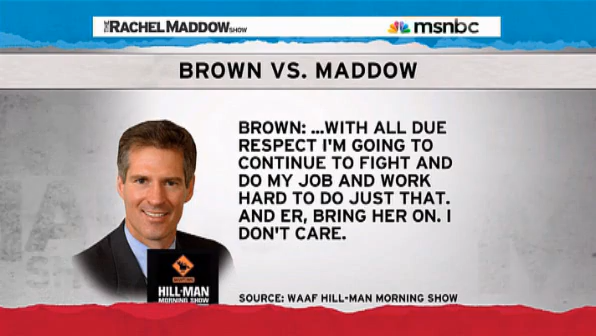 THE RACHEL MADDOW SHOW
msnbc
BROWN VS. MADDOW
BROWN: ...WITH ALL DUE
RESPECT I'M GOING TO
CONTINUE TO FIGHT AND
DO MY JOB AND WORK
HARD TO DO JUST THAT.
AND ER, BRING HER ON. I
DON'T CARE.
HILL-MAN
MORNING SHOW
SOURCE: WAAF HILL-MAN MORNING SHOW